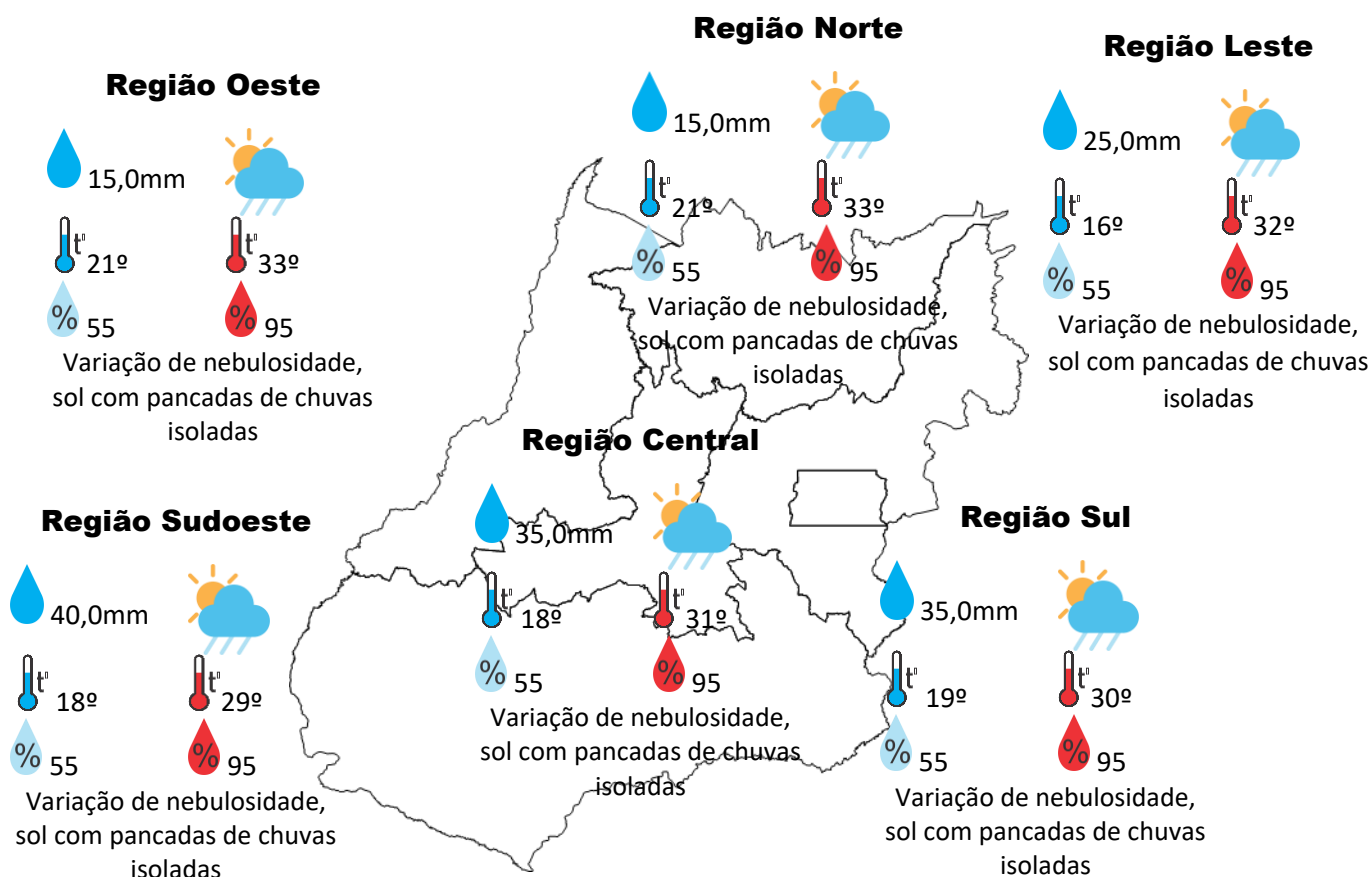 Região Norte
15,0mm
t°
21º
t°
33º
% 55
% 95
Variação de nebulosidade,
sol com pancadas de chuvas
isoladas
Região Leste
25,0mm
t°
16º
t°
32º
% 55
% 95
Variação de nebulosidade,
sol com pancadas de chuvas
isoladas
Região Oeste
15,0mm
t°
21º
t°
33º
% 55
% 95
Variação de nebulosidade,
sol com pancadas de chuvas
isoladas
Região Central
35,0mm
t°
18º
t°
31º
% 55
% 95
Variação de nebulosidade,
sol com pancadas de chuvas
isoladas
Região Sudoeste
40,0mm
t°
18º
t°
29º
% 55
% 95
Variação de nebulosidade,
sol com pancadas de chuvas
isoladas
Região Sul
35,0mm
t°
19º
t°
30º
% 55
% 95
Variação de nebulosidade,
sol com pancadas de chuvas
isoladas